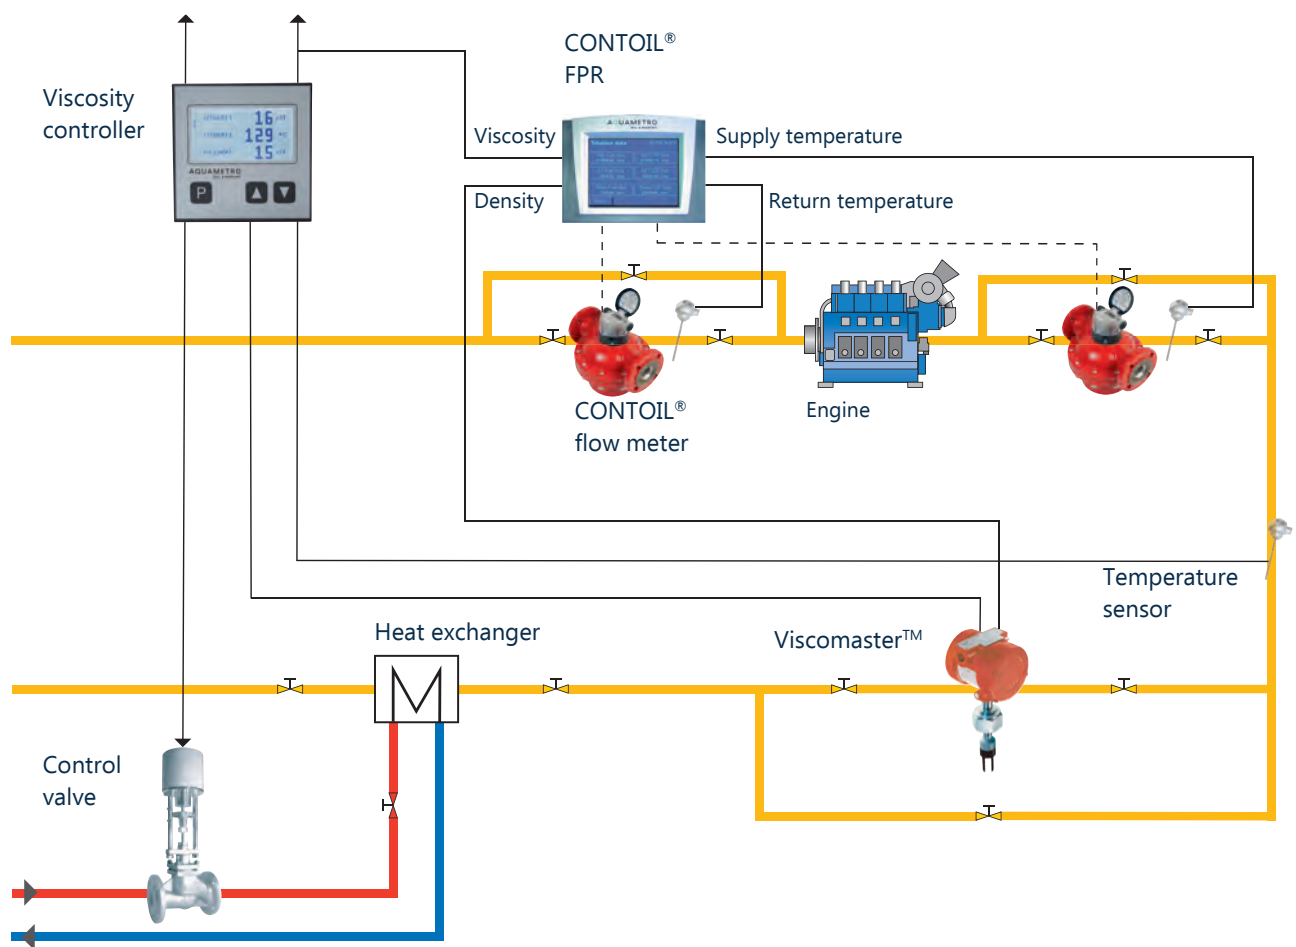 CONTOIL®
FPR
Viscosity
controller
16
129
15
AQUAMETRO
P
AQUAMETRO
Viscosity
Supply temperature
Density
Return temperature
CONTOIL®
flow meter
Engine
Temperature
sensor
Heat exchanger
Viscomaster™
Control
valve